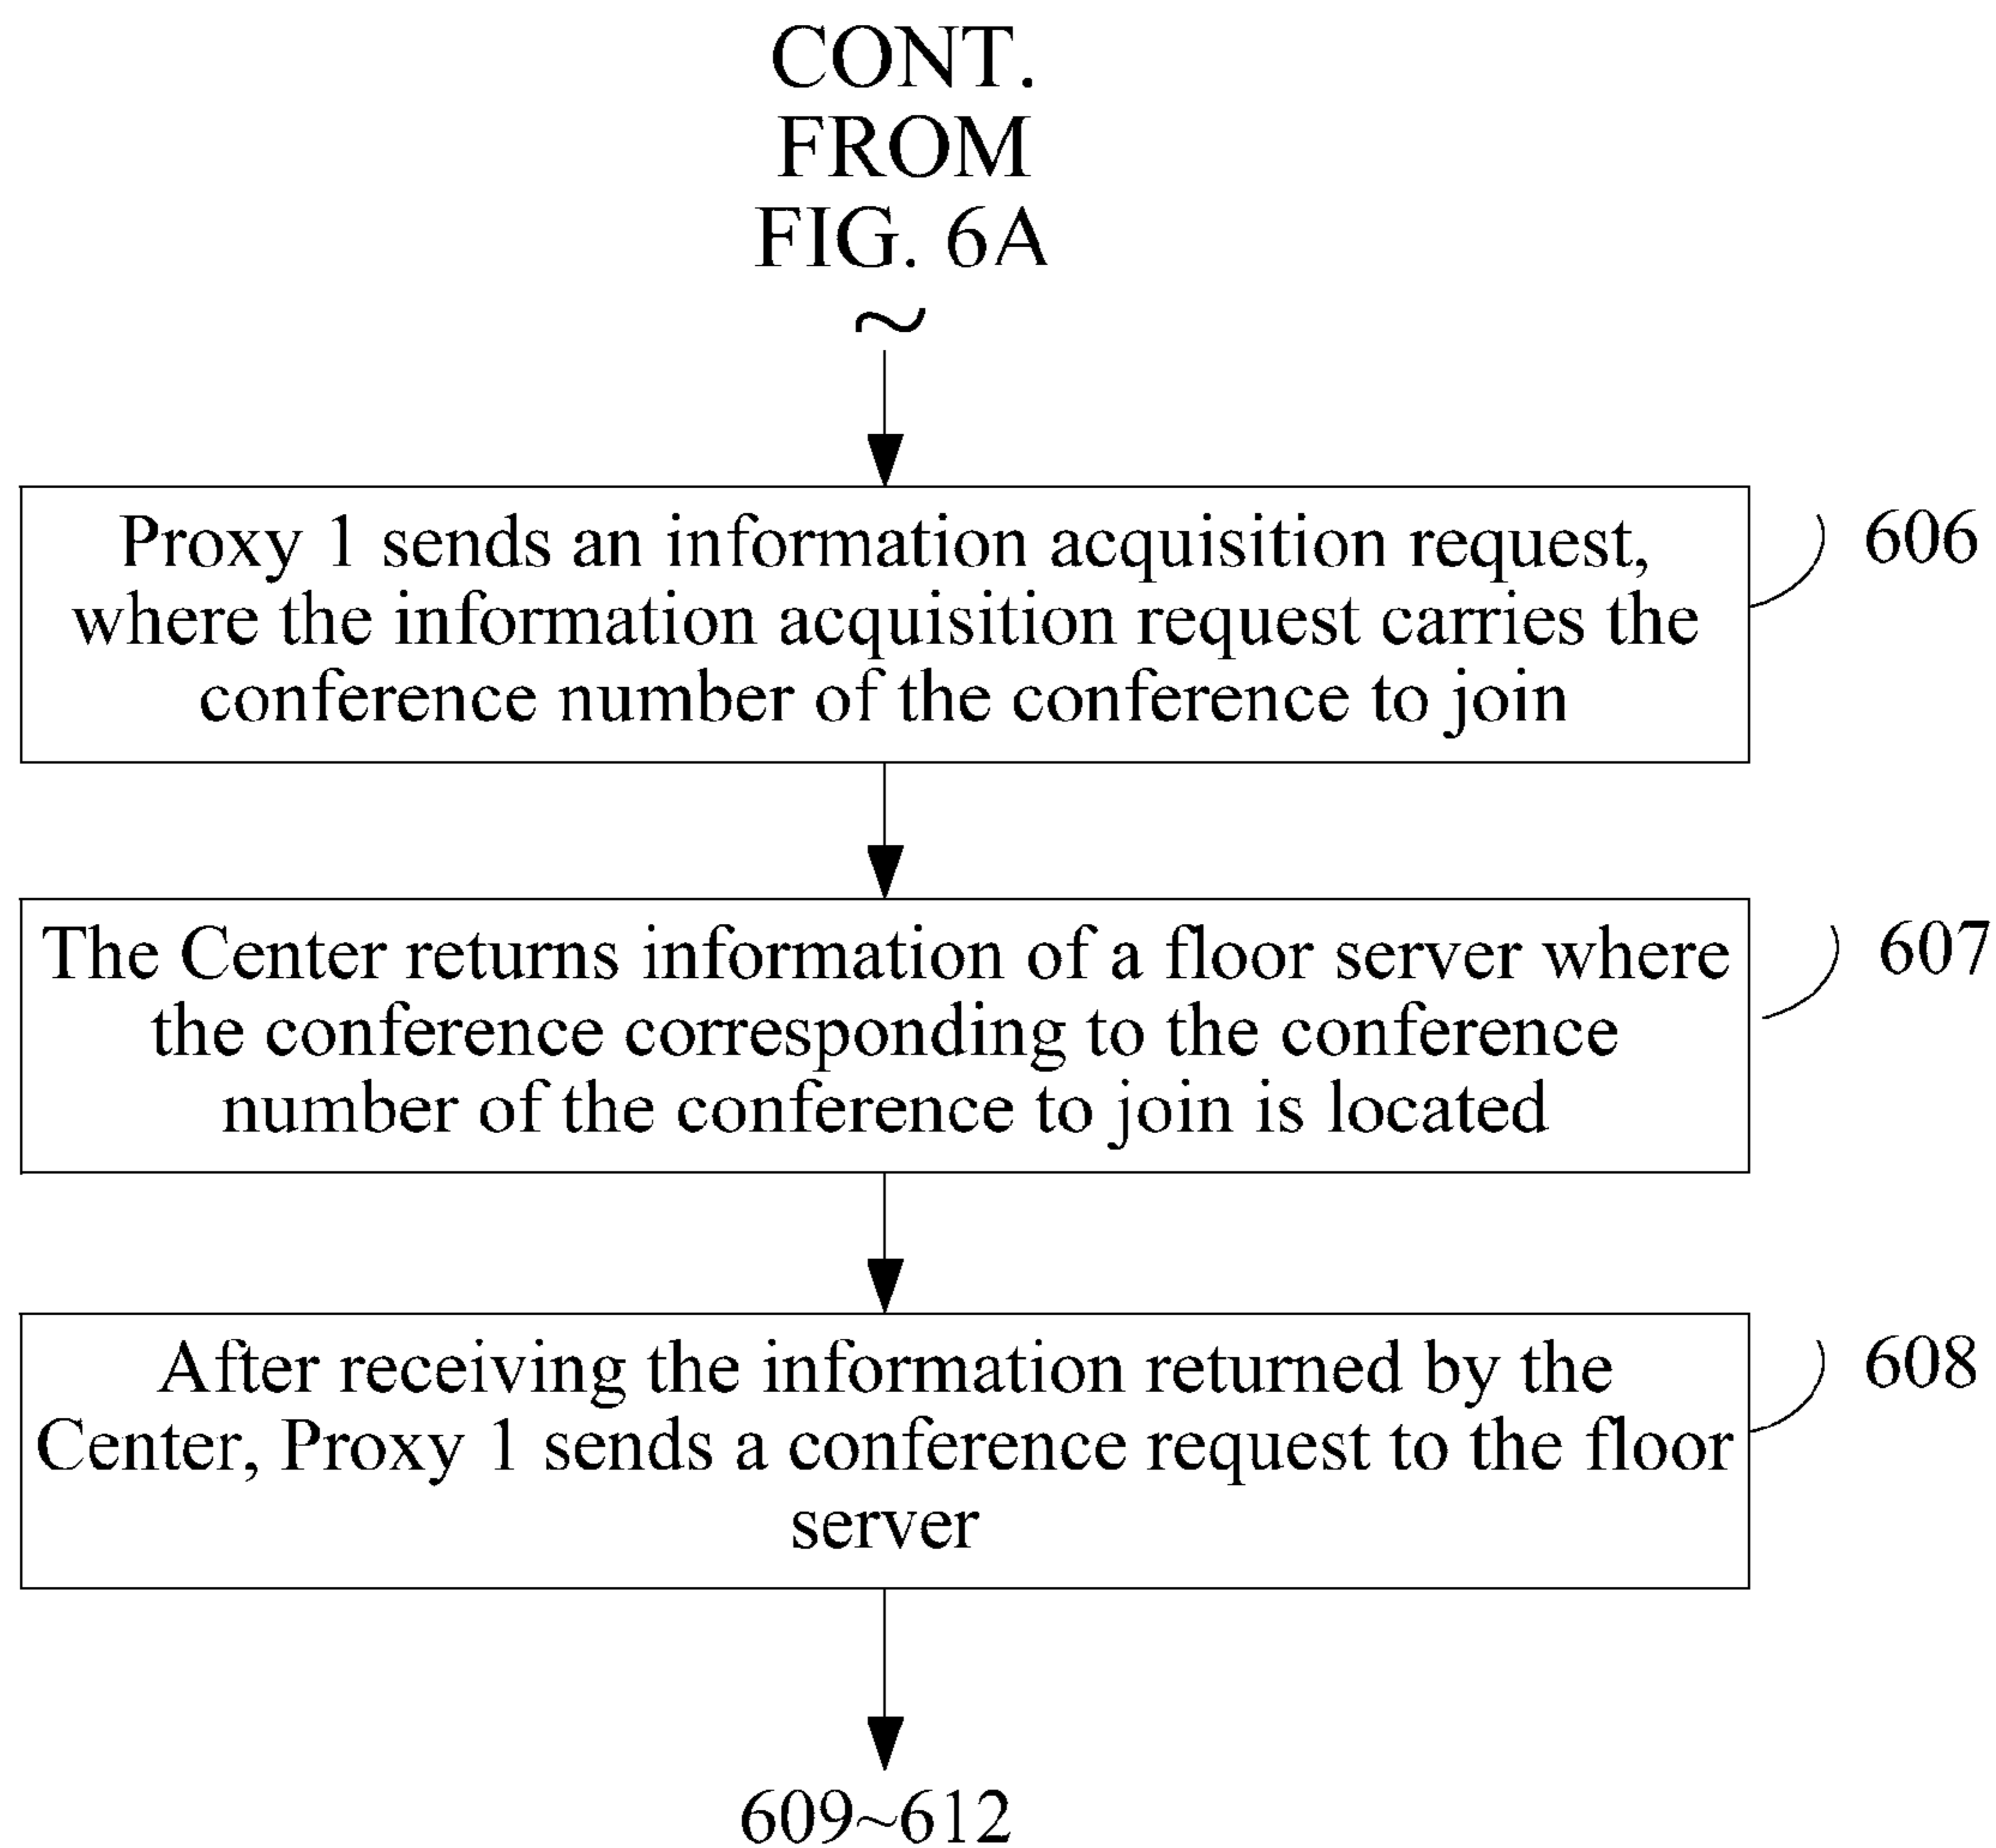 CONT.
FROM
FIG. 6A
~
Proxy 1 sends an information acquisition request,
where the information acquisition request carries the
conference number of the conference to join
606
The Center returns information of a floor server where
the conference corresponding to the conference
number of the conference to join is located
607
After receiving the information returned by the
Center, Proxy 1 sends a conference request to the floor
server
608
609~612